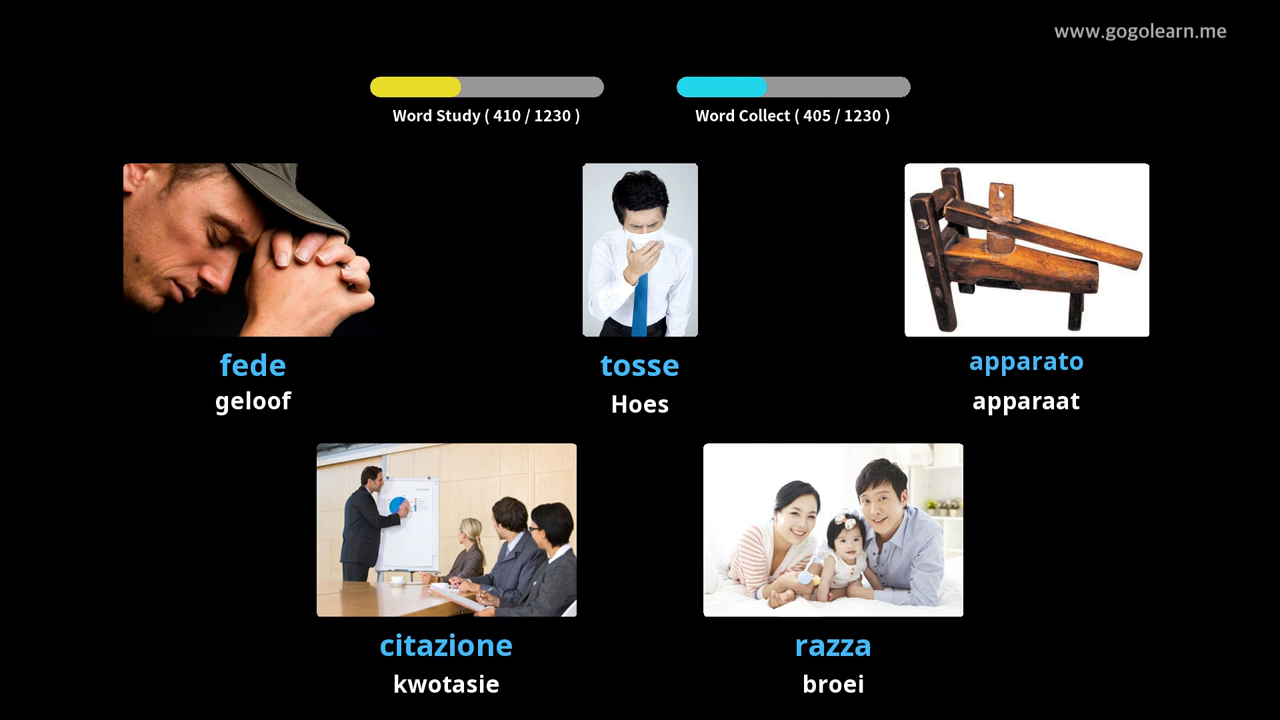 www.gogolearn.me
Word Study ( 410 / 1230 )
Word Collect ( 405 / 1230 )
fede
geloof
tosse
Hoes
apparato
apparaat
citazione
kwotasie
razza
broei